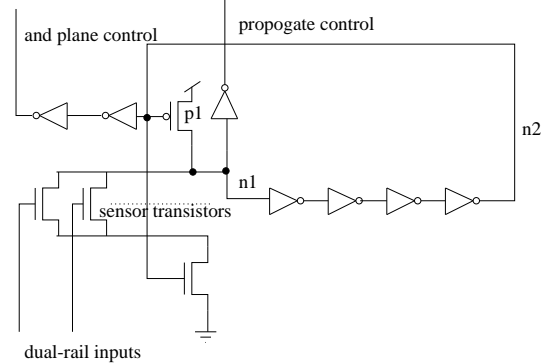 propogate control
and plane control
p1
n2
n1
sensor transistors
dual-rail inputs